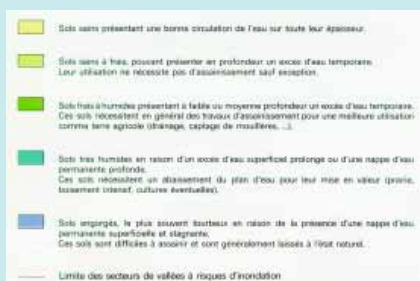 Sols sains présentant une bonne circulation de l'eau sur toute leur épaisseur.
Sols sains à frais, pouvant présenter en profondeur un excès d'eau temporaire.
Leur utilisation ne nécessite pas d'assainissement sauf exception.
Sols frais à humides présentant à faible ou moyenne profondeur un excès d'eau temporaire.
Ces sols nécessitent en général des travaux d'assainissement pour une meilleure utilisation
comme terre agricole (drainage, captage de mouillères, ...).
Sols très humides en raison d'un excès d'eau superficiel prolongé ou d'une nappe d'eau
permanente profonde.
Ces sols nécessitent un abaissement du plan d'eau pour leur mise en valeur (prairie,
boisement intensif, cultures éventuelles).
Sols engorgés, le plus souvent tourbeux en raison de la présence d'une nappe d'eau
permanente superficielle et stagnante.
Ces sols sont difficiles à assainir et sont généralement laissés à l'état naturel.
Limite des secteurs de vallées à risques d'inondation